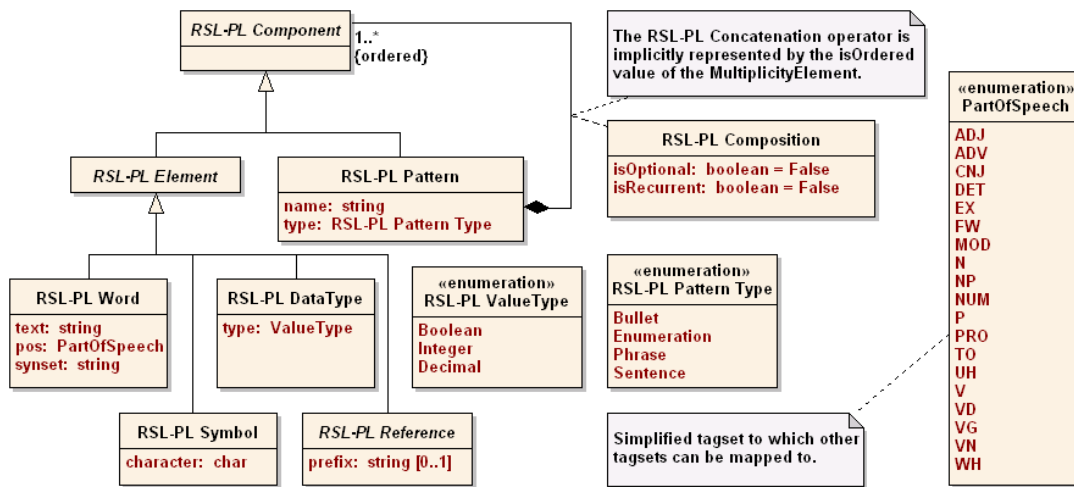 RSL-PL Component
1..*
{ordered}
The RSL-PL Concatenation operator is
implicitly represented by the isOrdered
value of the MultiplicityElement.
«enumeration»
PartOfSpeech
ADJ
ADV
CNJ
DET
EX
FW
MOD
N
NP
NUM
P
PRO
TO
UH
V
VD
VG
VN
WH
RSL-PL Composition
isOptional: boolean = False
isRecurrent: boolean = False
RSL-PL Element
RSL-PL Pattern
name: string
type: RSL-PL Pattern Type
RSL-PL Word
text: string
pos: PartOfSpeech
synset: string
RSL-PL DataType
type: ValueType
«enumeration»
RSL-PL ValueType
Boolean
Integer
Decimal
«enumeration»
RSL-PL Pattern Type
Bullet
Enumeration
Phrase
Sentence
RSL-PL Symbol
character: char
RSL-PL Reference
prefix: string [0..1]
Simplified tagset to which other
tagsets can be mapped to.